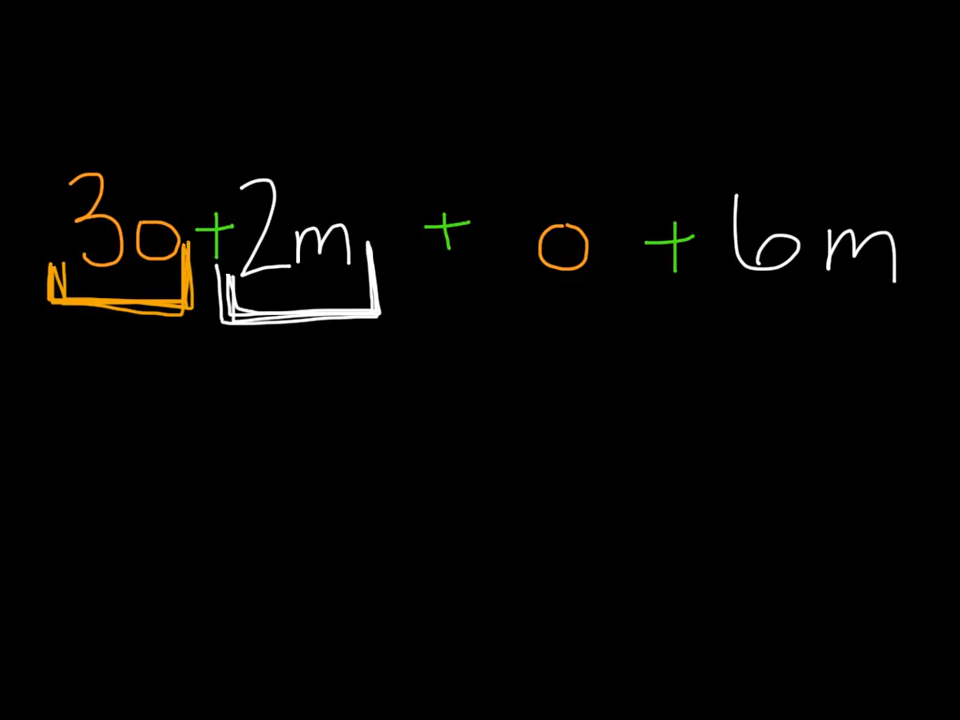 3o + 2m + o + 6m